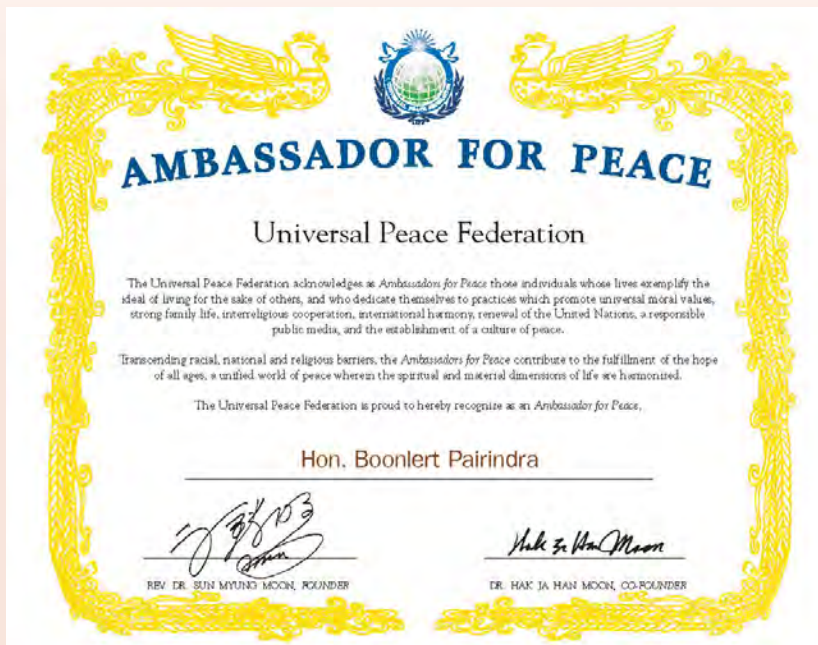 AMBASSADOR FOR PEACE
Universal Peace Federation
The Universal Peace Federation acknowledges as Ambassadors for Peace those individuals whose lives exemplify the
ideal of living for the sake of others, and who dedicate themselves to practices which promote universal moral values,
strong family life, interreligious cooperation, international harmony, renewal of the United Nations, a responsible
public media, and the establishment of a culture of peace.
Transcending racial, national and religious barriers, the Ambassadors for Peace contribute to the fulfillment of the hope
of all ages, a unified world of peace wherein the spiritual and material dimensions of life are harmonized.
The Universal Peace Federation is proud to hereby recognize as an Ambassador for Peace,
Hon. Boonlert Pairindra
Hak Ja Han Moon
REV. DR. SUN MYUNG MOON, FOUNDER
DR. HAK JA HAN MOON, CO-FOUNDER